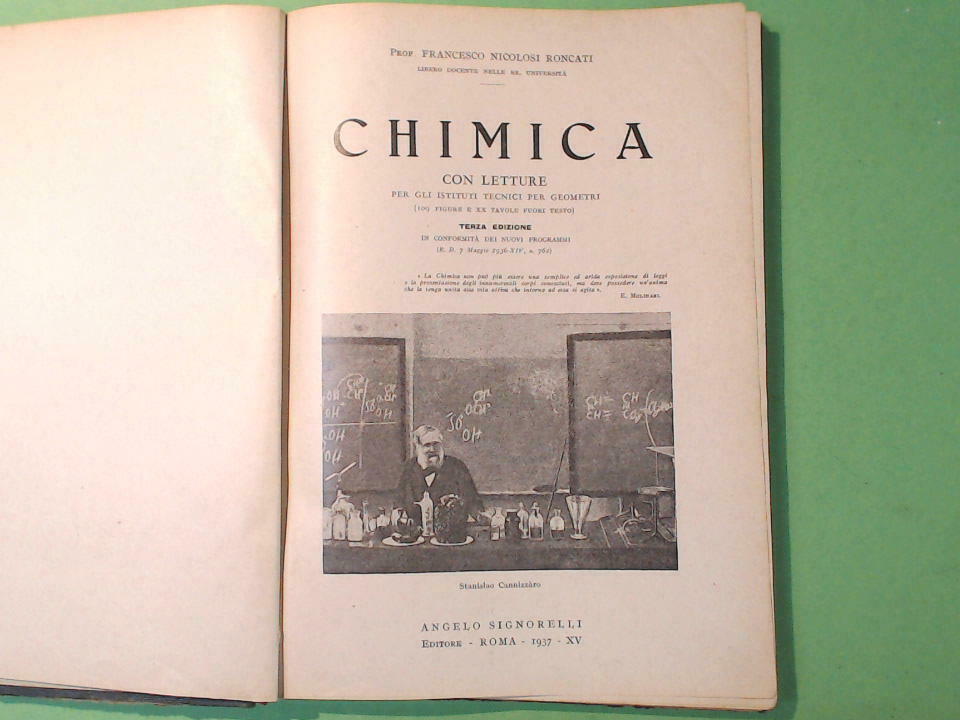 Prof. FRANCESCO NICOLOSI RONCATI
LIBERO DOCENTE NELLE RR. UNIVERSITÀ
CHIMICA
CON LETTURE
PER GLI ISTITUTI TECNICI PER GEOMETRI
(109 FIGURE E XX TAVOLE FUORI TESTO)
TERZA EDIZIONE
IN CONFORMITÀ DEI NUOVI PROGRAMMI
(R. D. 7 Maggio 1936-XIV, n. 762)
« La Chimica non può più essere una semplice ed arida esposizione di leggi
e la presentazione degli innumerevoli corpi conosciuti, ma deve possedere un'anima
che la tenga unita alla vita attiva che intorno ad essa si agita ».
E. Molinari.
Stanislao Cannizzàro
ANGELO SIGNORELLI
Editore - ROMA - 1937 - XV